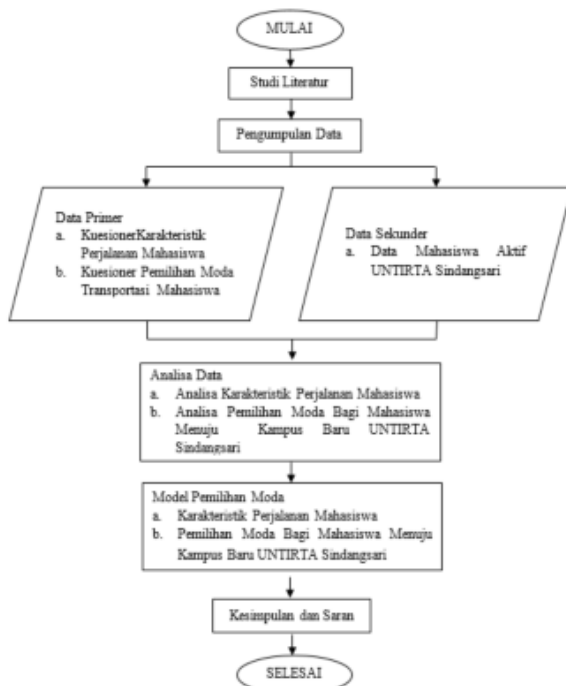 MULAI
Studi Literatur
Pengumpulan Data
Data Primer
a. KuesionerKarakteristik
Perjalanan Mahasiswa
b. Kuesioner Pemilihan Moda
Transportasi Mahasiswa
Data Sekunder
a. Data Mahasiswa Aktif
UNTIRTA Sindangsari
Analisa Data
a. Analisa Karakteristik Perjalanan Mahasiswa
b. Analisa Pemilihan Moda Bagi Mahasiswa
Menuju Kampus Baru UNTIRTA
Sindangsari
Model Pemilihan Moda
a. Karakteristik Perjalanan Mahasiswa
b. Pemilihan Moda Bagi Mahasiswa Menuju
Kampus Baru UNTIRTA Sindangsari
Kesimpulan dan Saran
SELESAI